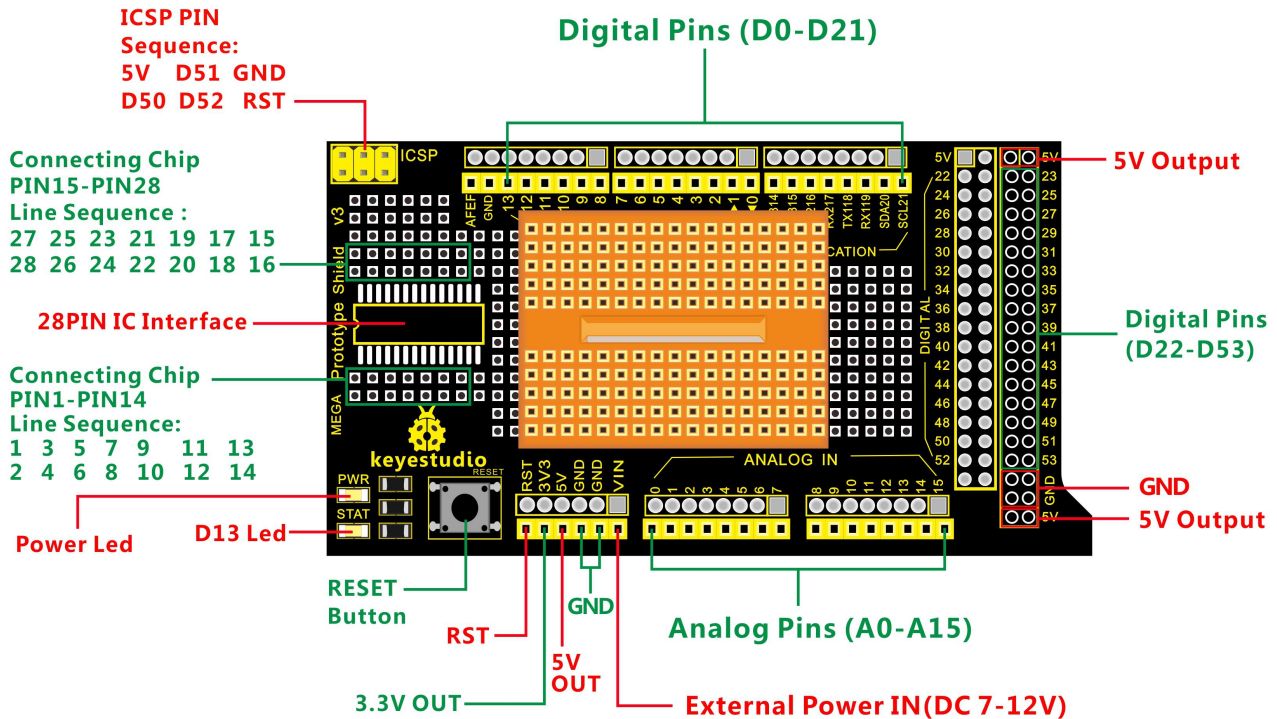 ICSP PIN
Sequence:
5V D51 GND
D50 D52 RST
Digital Pins (D0-D21)
Connecting Chip
PIN15-PIN28
Line Sequence :
27 25 23 21 19 17 15
28 26 24 22 20 18 16
28PIN IC Interface
Connecting Chip
PIN1-PIN14
Line Sequence:
1 3 5 7 9 11 13
2 4 6 8 10 12 14
Power Led
D13 Led
RESET
Button
RST
3.3V OUT
5V
OUT
GND
External Power IN(DC 7-12V)
Analog Pins (A0-A15)
5V Output
Digital Pins
(D22-D53)
GND
5V Output
ICSP
MEGA Prototype Shield V3
AFEF
GND
13
12
11
10
9
8
7
6
5
4
3
2
1
0
TX118
RX119
SDA20
SCL21
CATION
DIGITAL
5V 5V
22 23
24 25
26 27
28 29
30 31
32 33
34 35
36 37
38 39
40 41
42 43
44 45
46 47
48 49
50 51
52 53
GND
5V
keyestudio
RESET
PWR
STAT
RST
3V3
5V
GND
GND
VIN
ANALOG IN
0
1
2
3
4
5
6
7
8
9
10
11
12
13
14
15